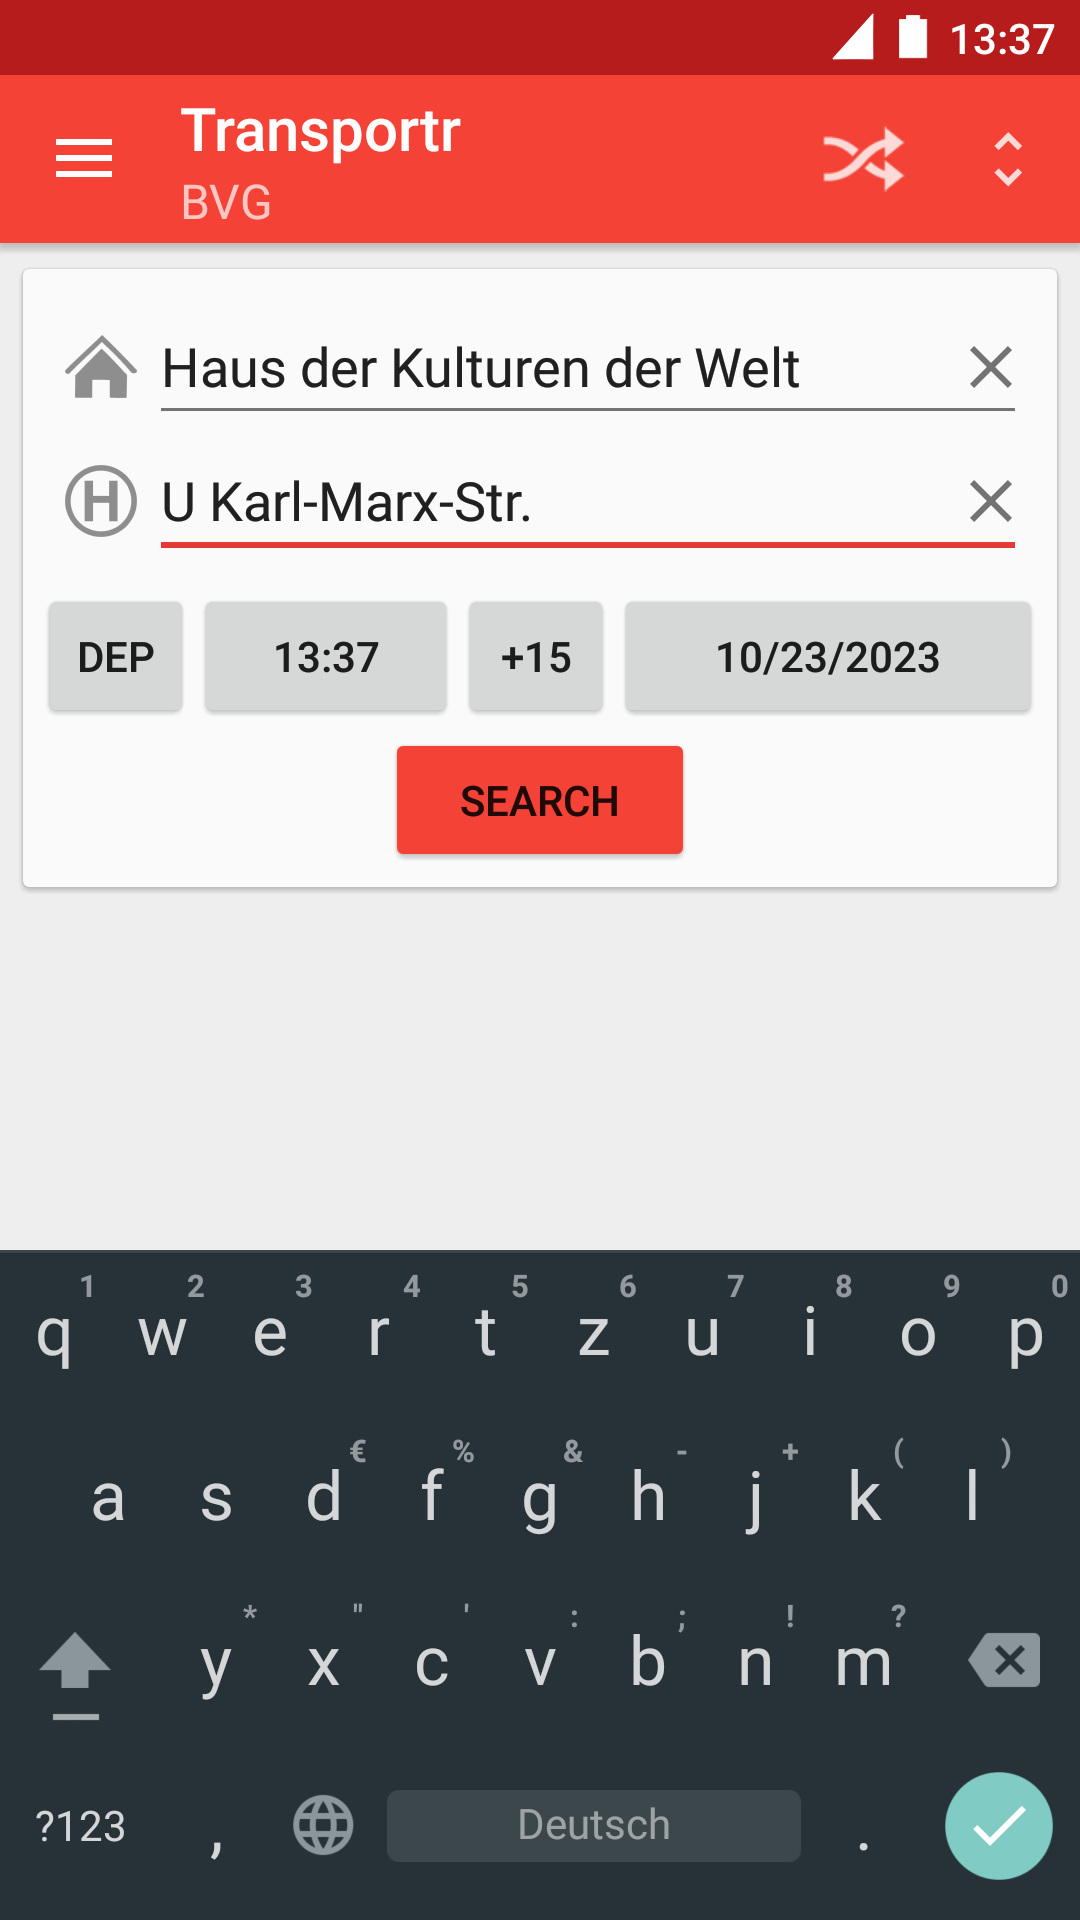 13:37
Transportr
BVG
Haus der Kulturen der Welt
H U Karl-Marx-Str.
DEP 13:37 +15 10/23/2023
SEARCH
1 2 3 4 5 6 7 8 9 0
q w e r t z u i o p
€ % & - + ( )
a s d f g h j k l
* " ' : ; ! ?
y x c v b n m
?123 , Deutsch .